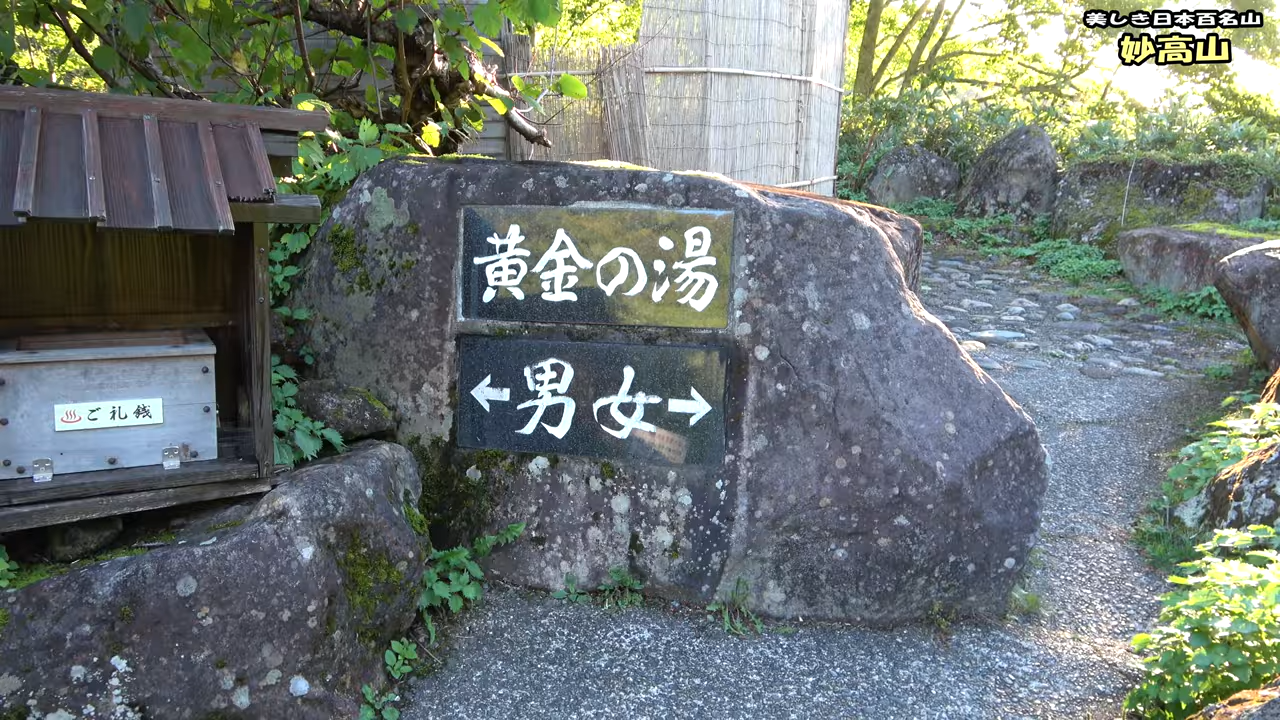 美しき日本百名山
妙高山
黄金の湯
←男女→
♨ご礼銭